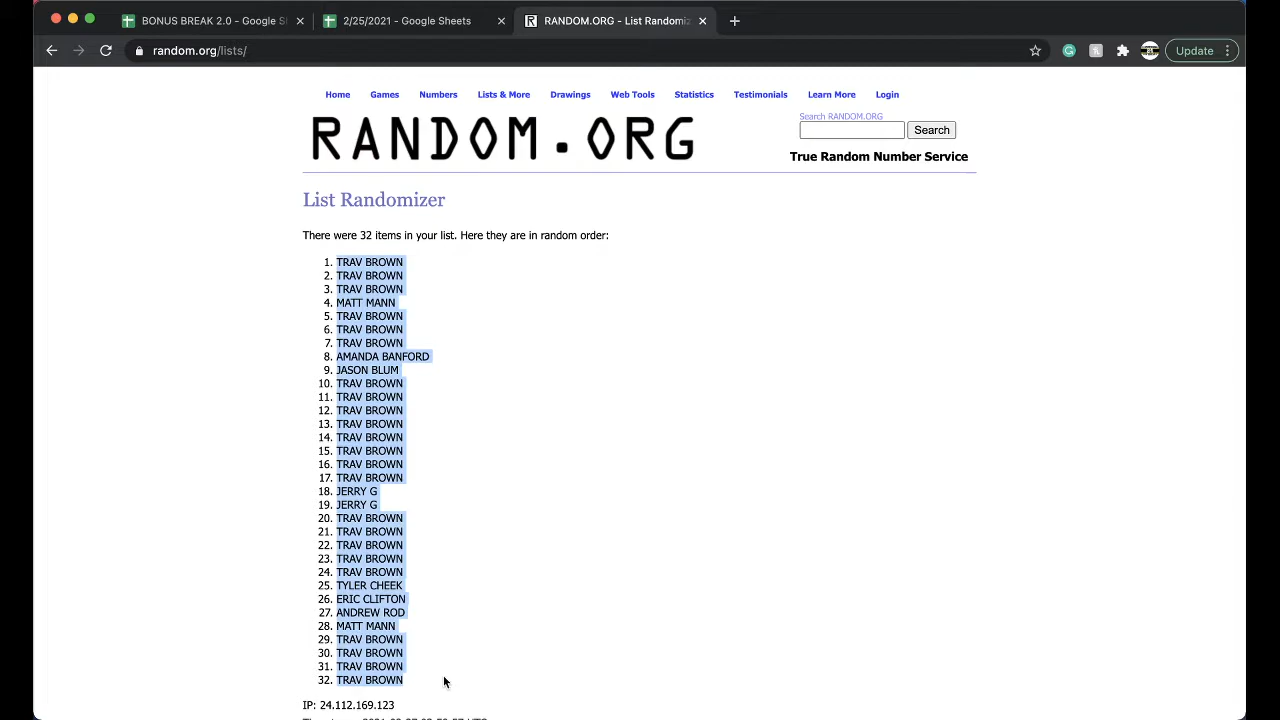 BONUS BREAK 2.0 - Google S
2/25/2021 - Google Sheets
RANDOM.ORG - List Randomiz
random.org/lists/
Update
Home Games Numbers Lists & More Drawings Web Tools Statistics Testimonials Learn More Login
RANDOM.ORG
Search RANDOM.ORG
Search
True Random Number Service
List Randomizer
There were 32 items in your list. Here they are in random order:
1. TRAV BROWN
2. TRAV BROWN
3. TRAV BROWN
4. MATT MANN
5. TRAV BROWN
6. TRAV BROWN
7. TRAV BROWN
8. AMANDA BANFORD
9. JASON BLUM
10. TRAV BROWN
11. TRAV BROWN
12. TRAV BROWN
13. TRAV BROWN
14. TRAV BROWN
15. TRAV BROWN
16. TRAV BROWN
17. TRAV BROWN
18. JERRY G
19. JERRY G
20. TRAV BROWN
21. TRAV BROWN
22. TRAV BROWN
23. TRAV BROWN
24. TRAV BROWN
25. TYLER CHEEK
26. ERIC CLIFTON
27. ANDREW ROD
28. MATT MANN
29. TRAV BROWN
30. TRAV BROWN
31. TRAV BROWN
32. TRAV BROWN
IP: 24.112.169.123